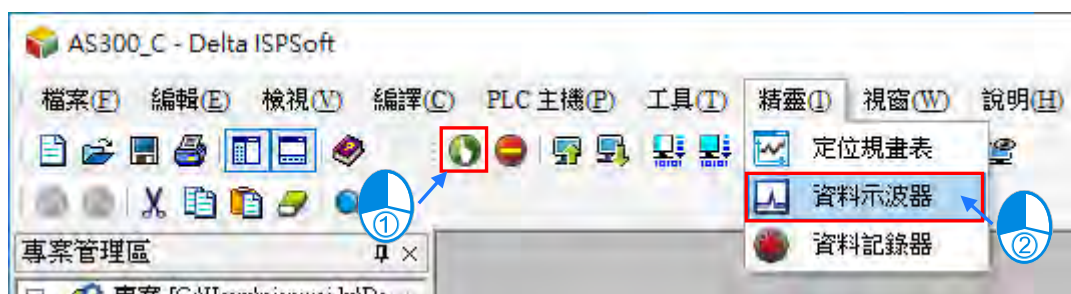 AS300_C - Delta ISPSoft
檔案(F) 編輯(E) 檢視(V) 編譯(C) PLC 主機(P) 工具(T) 精靈(I) 視窗(W) 說明(H)
定位規畫表
資料示波器
①
②
資料記錄器
專案管理區